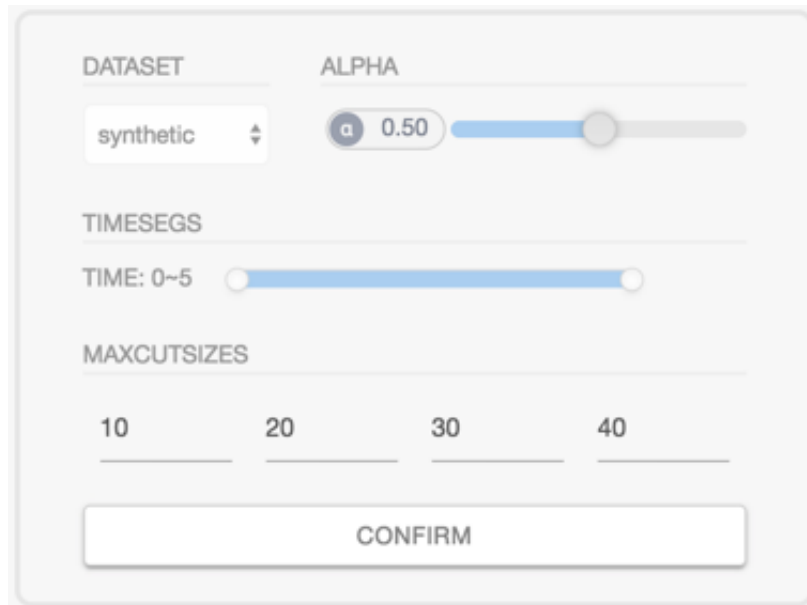 DATASET ALPHA
synthetic α 0.50
TIMESEGS
TIME: 0~5
MAXCUTSIZES
10 20 30 40
CONFIRM